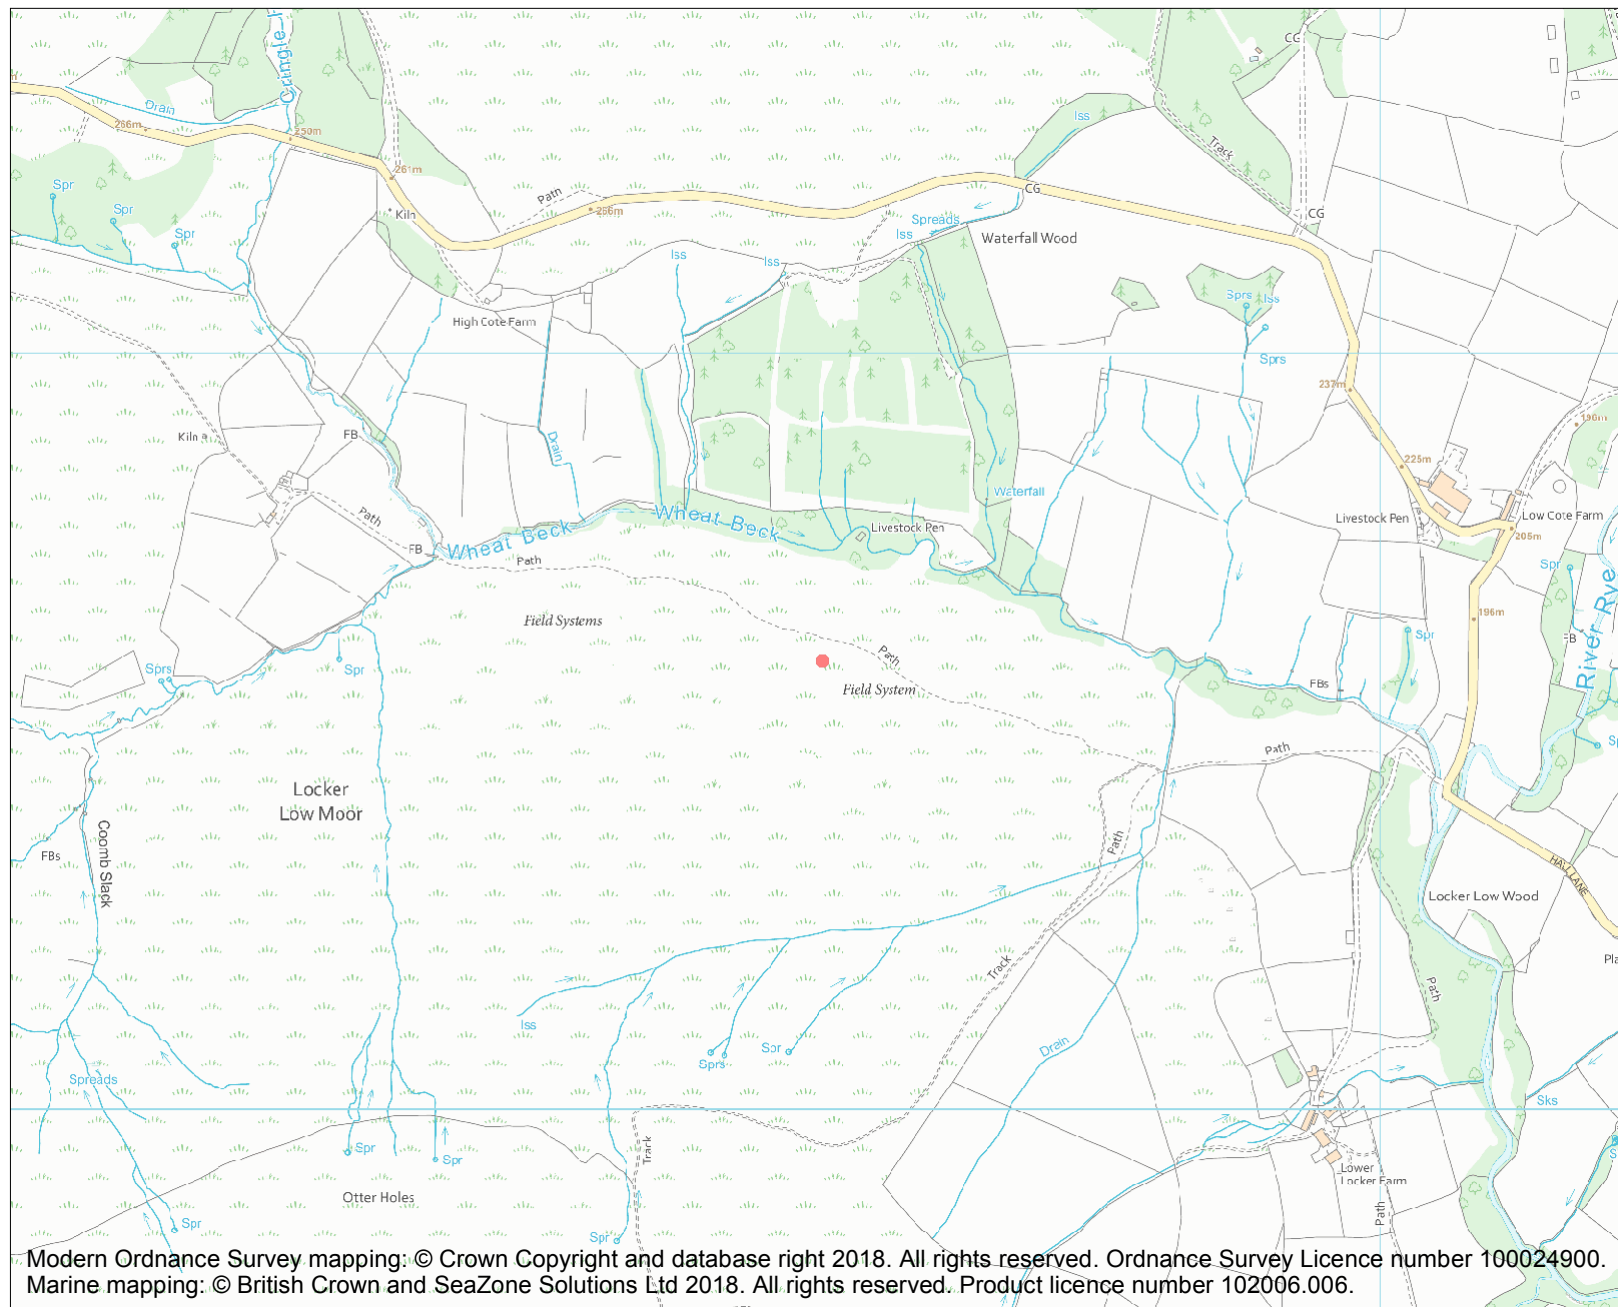 Cringle
CG
Drain
266m
250m
Iss
Track
261m
Path
CG
Spr
Spr
Kiln
266m
Spreads
CG
Spr
Iss
Waterfall Wood
Iss
Iss
High Cote Farm
Sprs
Iss
Sprs
237m
196m
Kiln
FB
Drain
225m
Waterfall
Path
Wheat Beck
Livestock Pen
Livestock Pen
Low Cote Farm
205m
FB
Wheat Beck
Path
Spr
Field Systems
196m
River Rye
Spr
FB
Sprs
Spr
Path
Field System
FBs
Path
Locker
Low Moor
Path
FBs
Coomb Slack
HAV LANE
Locker Low Wood
Track
Path
Iss
Drain
Sprs
Spr
Spreads
Sks
Spr
Spr
Track
Lower
Locker Farm
Otter Holes
Path
Spr
Spr
Modern Ordnance Survey mapping: © Crown Copyright and database right 2018. All rights reserved. Ordnance Survey Licence number 100024900.
Marine mapping: © British Crown and SeaZone Solutions Ltd 2018. All rights reserved. Product licence number 102006.006.